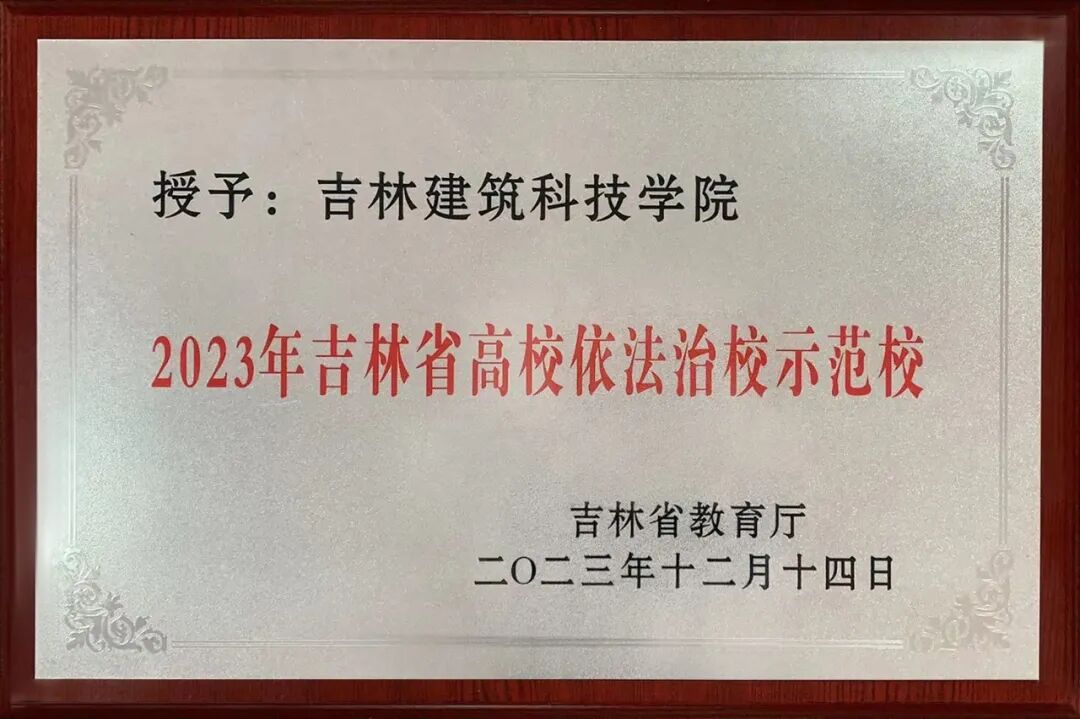 授予：吉林建筑科技学院
2023年吉林省高校依法治校示范校
吉林省教育厅
二〇二三年十二月十四日